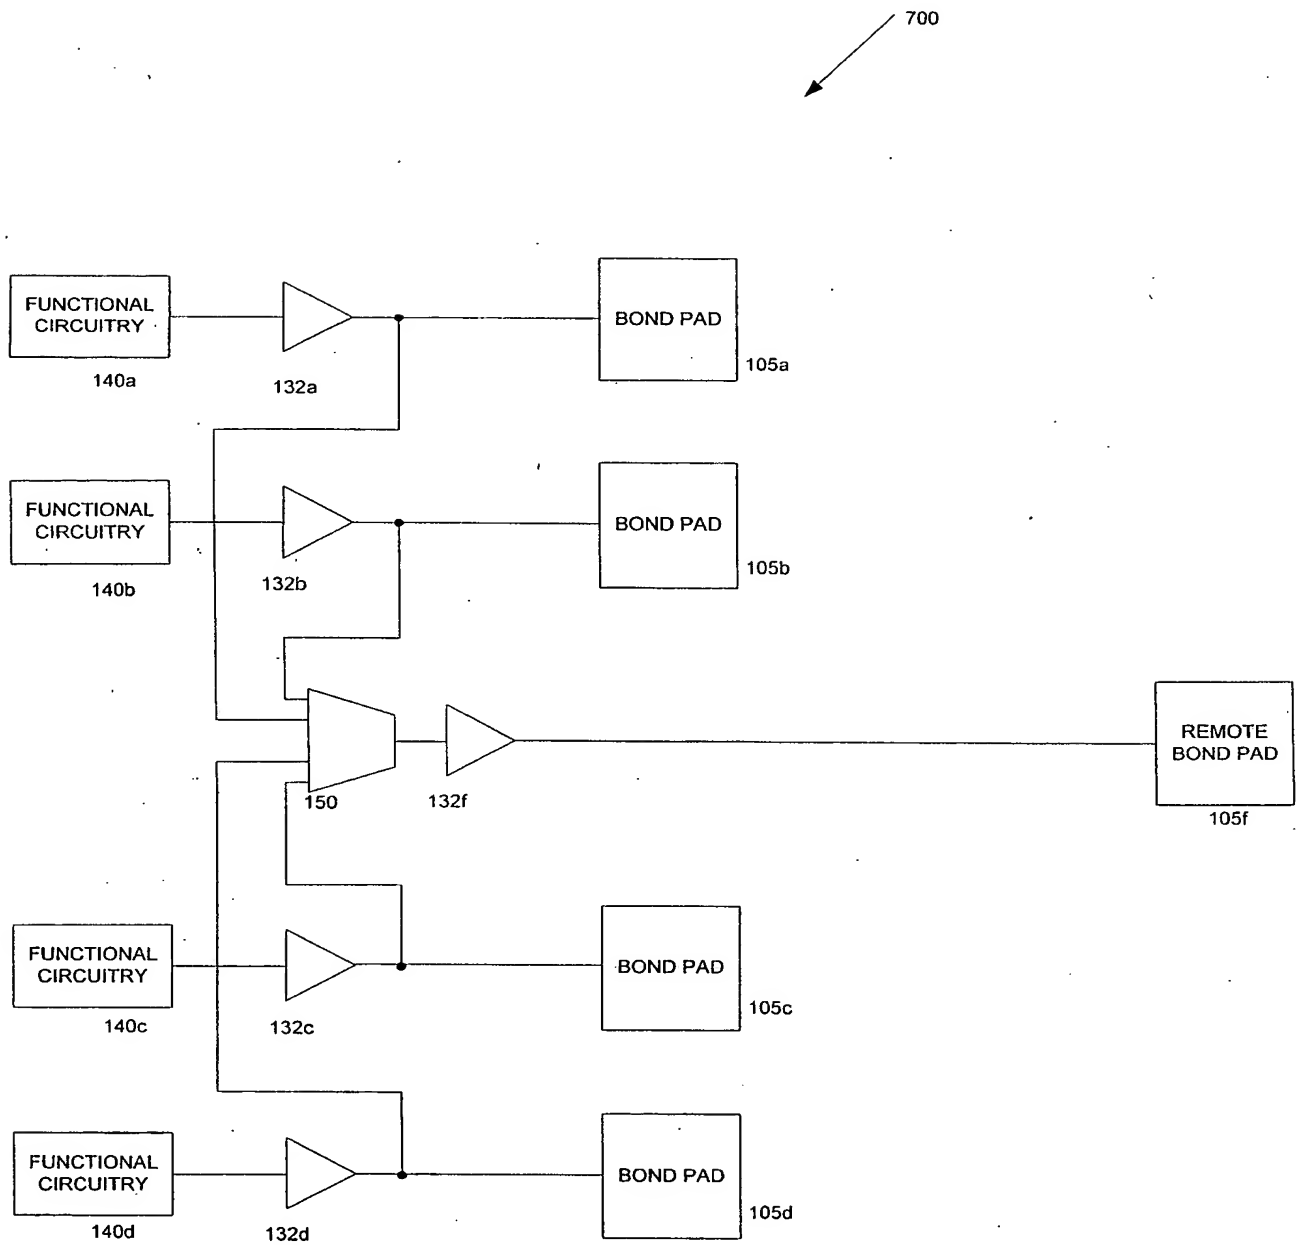 700
FUNCTIONAL
CIRCUITRY
140a
132a
BOND PAD
105a
FUNCTIONAL
CIRCUITRY
140b
132b
BOND PAD
105b
150
132f
REMOTE
BOND PAD
105f
FUNCTIONAL
CIRCUITRY
140c
132c
BOND PAD
105c
FUNCTIONAL
CIRCUITRY
140d
132d
BOND PAD
105d